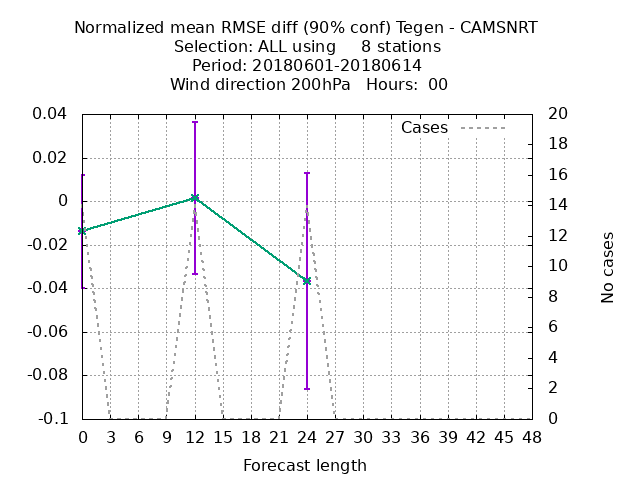 Normalized mean RMSE diff (90% conf) Tegen - CAMSNRT
Selection: ALL using     8 stations
Period: 20180601-20180614
Wind direction 200hPa   Hours:  00
0.04
0.02
0
-0.02
-0.04
-0.06
-0.08
-0.1
Cases
20
18
16
14
12
10
8
6
4
2
0
No cases
0 3 6 9 12 15 18 21 24 27 30 33 36 39 42 45 48
Forecast length